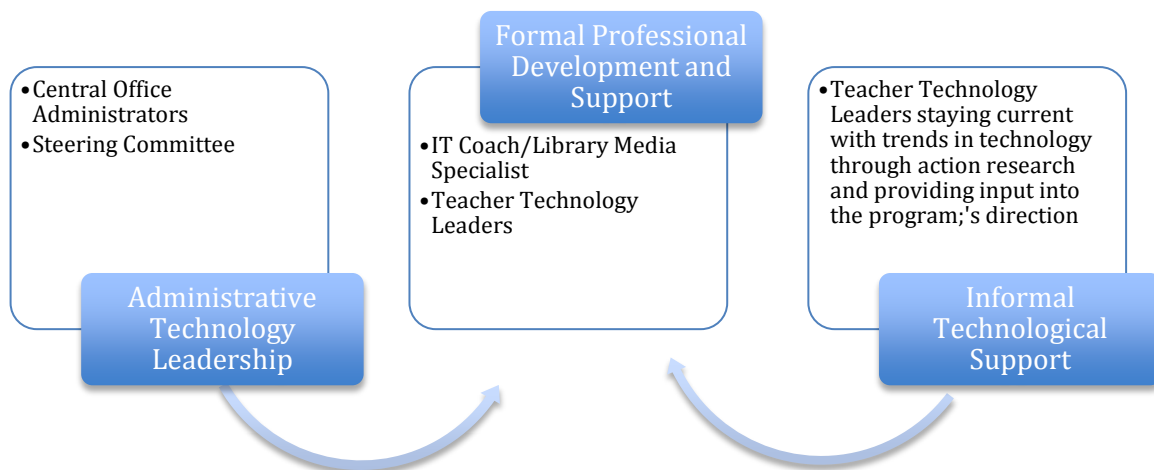 •Central Office
Administrators
•Steering Committee
Administrative
Technology
Leadership
Formal Professional
Development and
Support
•IT Coach/Library Media
Specialist
•Teacher Technology
Leaders
•Teacher Technology
Leaders staying current
with trends in technology
through action research
and providing input into
the program;'s direction
Informal
Technological
Support